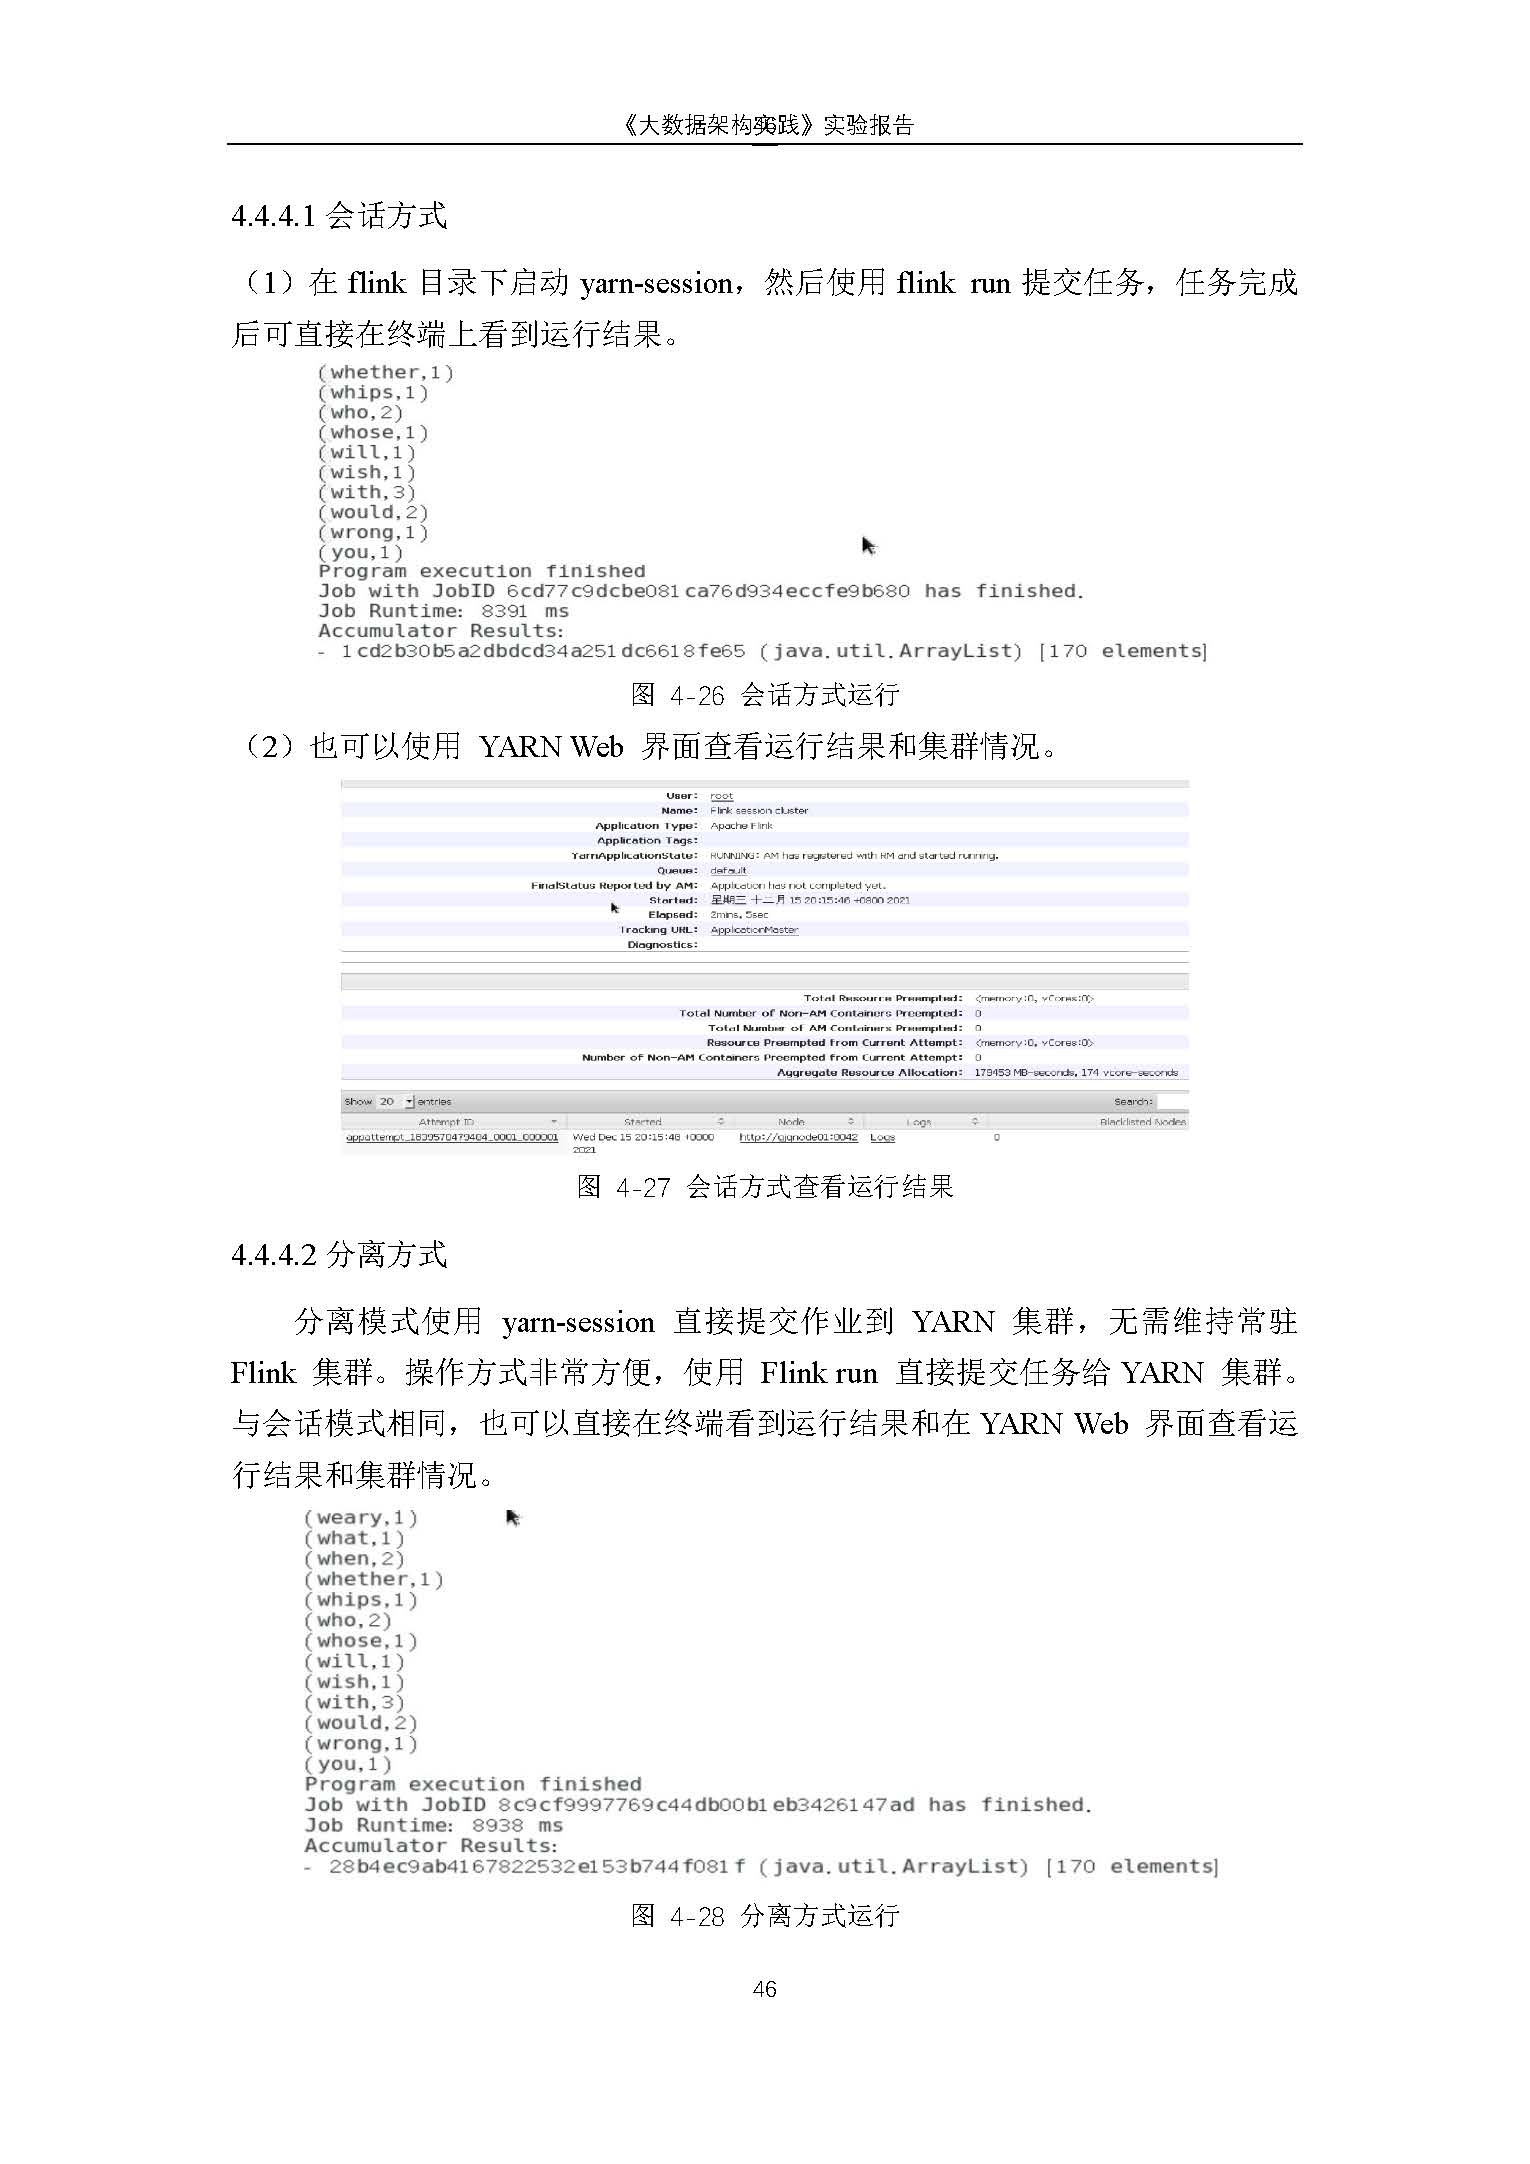 《大数据架构实践》实验报告
4.4.4.1 会话方式
（1）在 flink 目录下启动 yarn-session，然后使用 flink run 提交任务，任务完成
后可直接在终端上看到运行结果。
(whether,1)
(whips,1)
(who,2)
(whose,1)
(will,1)
(wish,1)
(with,3)
(would,2)
(wrong,1)
(you,1)
Program execution finished
Job with JobID 6cd77c9dcbe081ca76d934eccfe9b680 has finished.
Job Runtime: 8391 ms
Accumulator Results:
- 1cd2b30b5a2dbdcd34a251dc6618fe65 (java.util.ArrayList) [170 elements]
图 4-26 会话方式运行
（2）也可以使用 YARN Web 界面查看运行结果和集群情况。
User: root
Name: Flink session cluster
Application Type: Apache Flink
Application Tags:
YarnApplicationState: RUNNING: AM has registered with RM and started running.
Queue: default
FinalStatus Reported by AM: Application has not completed yet.
Started: 星期三 十二月 15 20:15:46 +0800 2021
Elapsed: 2mins, 5sec
Tracking URL: ApplicationMaster
Diagnostics:
Total Resource Preempted: <memory:0, vCores:0>
Total Number of Non-AM Containers Preempted: 0
Total Number of AM Containers Preempted: 0
Resource Preempted from Current Attempt: <memory:0, vCores:0>
Number of Non-AM Containers Preempted from Current Attempt: 0
Aggregate Resource Allocation: 179453 MB-seconds, 174 vcore-seconds
Show 20 entries Search:
Attempt ID Started Node Logs Blacklisted Nodes
Wed Dec 15 20:15:46 Logs 0
2021
图 4-27 会话方式查看运行结果
4.4.4.2 分离方式
分离模式使用 yarn-session 直接提交作业到 YARN 集群，无需维持常驻
Flink 集群。操作方式非常方便，使用 Flink run 直接提交任务给 YARN 集群。
与会话模式相同，也可以直接在终端看到运行结果和在 YARN Web 界面查看运
行结果和集群情况。
(weary,1)
(what,1)
(when,2)
(whether,1)
(whips,1)
(who,2)
(whose,1)
(will,1)
(wish,1)
(with,3)
(would,2)
(wrong,1)
(you,1)
Program execution finished
Job with JobID 8c9cf9997769c44db00b1eb3426147ad has finished.
Job Runtime: 8938 ms
Accumulator Results:
- 28b4ec9ab4167822532e153b744f081f (java.util.ArrayList) [170 elements]
图 4-28 分离方式运行
46